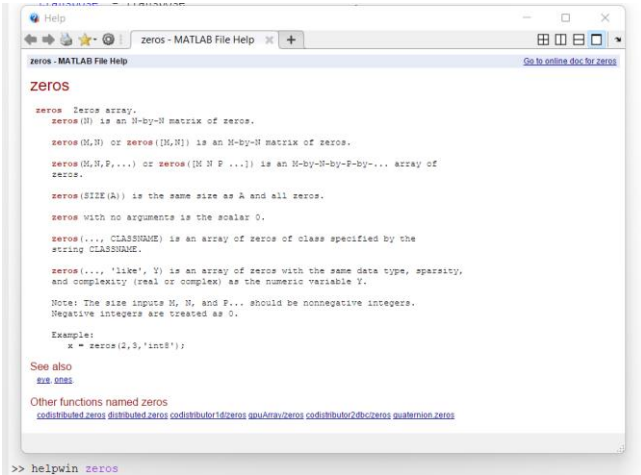 Help
zeros - MATLAB File Help
zeros - MATLAB File Help Go to online doc for zeros
zeros
zeros Zeros array.
zeros(N) is an N-by-N matrix of zeros.
zeros(M,N) or zeros([M,N]) is an M-by-N matrix of zeros.
zeros(M,N,P,...) or zeros([M N P ...]) is an M-by-N-by-P-by-... array of
zeros.
zeros(SIZE(A)) is the same size as A and all zeros.
zeros with no arguments is the scalar 0.
zeros(..., CLASSNAME) is an array of zeros of class specified by the
string CLASSNAME.
zeros(..., 'like', Y) is an array of zeros with the same data type, sparsity,
and complexity (real or complex) as the numeric variable Y.
Note: The size inputs M, N, and P... should be nonnegative integers.
Negative integers are treated as 0.
Example:
x = zeros(2,3,'int8');
See also
eye, ones
Other functions named zeros
codistributed.zeros distributed.zeros codistributor1d/zeros gpuArray/zeros codistributor2dbc/zeros quaternion.zeros
>> helpwin zeros